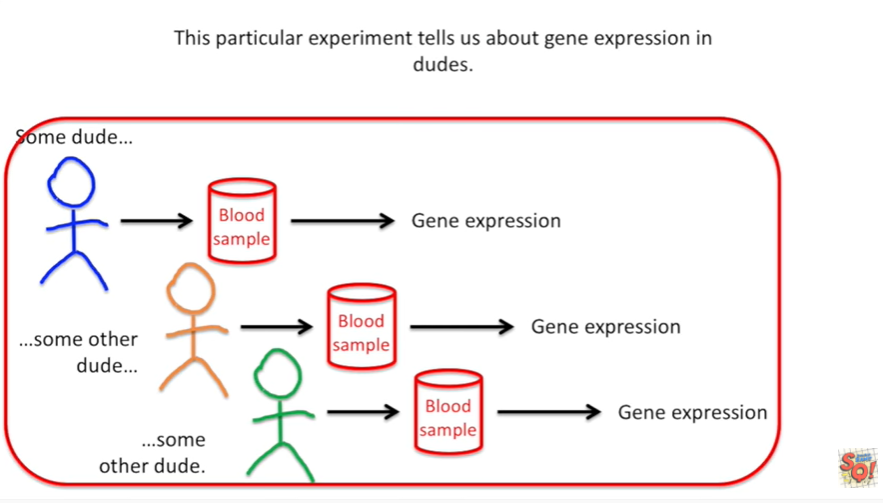 This particular experiment tells us about gene expression in
dudes.
Some dude...
Blood
sample
Gene expression
...some other
dude...
Blood
sample
Gene expression
...some
other dude.
Blood
sample
Gene expression
SO!